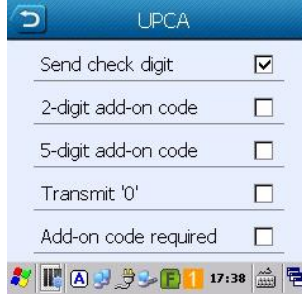 UPCA
Send check digit
2-digit add-on code
5-digit add-on code
Transmit '0'
Add-on code required
A F 1 17:38